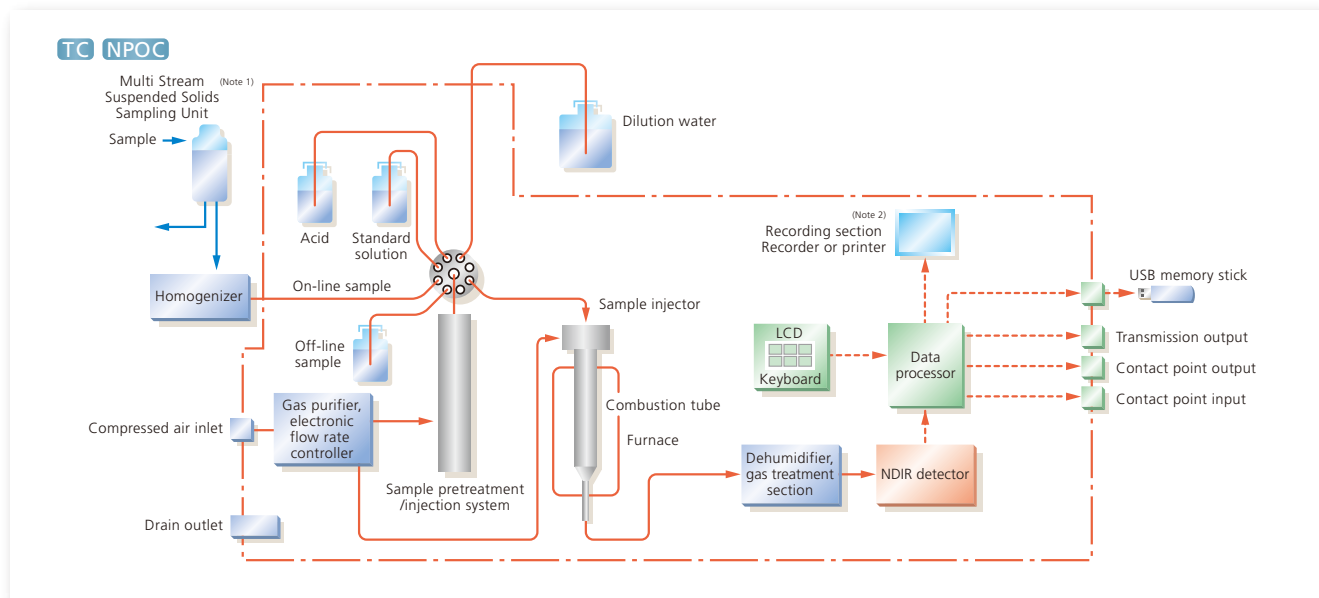 TC NPOC
Multi Stream (Note 1)
Suspended Solids
Sampling Unit
Sample
Dilution water
Acid
Standard
solution
(Note 2)
Recording section
Recorder or printer
USB memory stick
Homogenizer
On-line sample
Sample injector
Off-line
sample
LCD
Keyboard
Data
processor
Transmission output
Contact point output
Contact point input
Compressed air inlet
Gas purifier,
electronic
flow rate
controller
Combustion tube
Furnace
Sample pretreatment
/injection system
Dehumidifier,
gas treatment
section
NDIR detector
Drain outlet